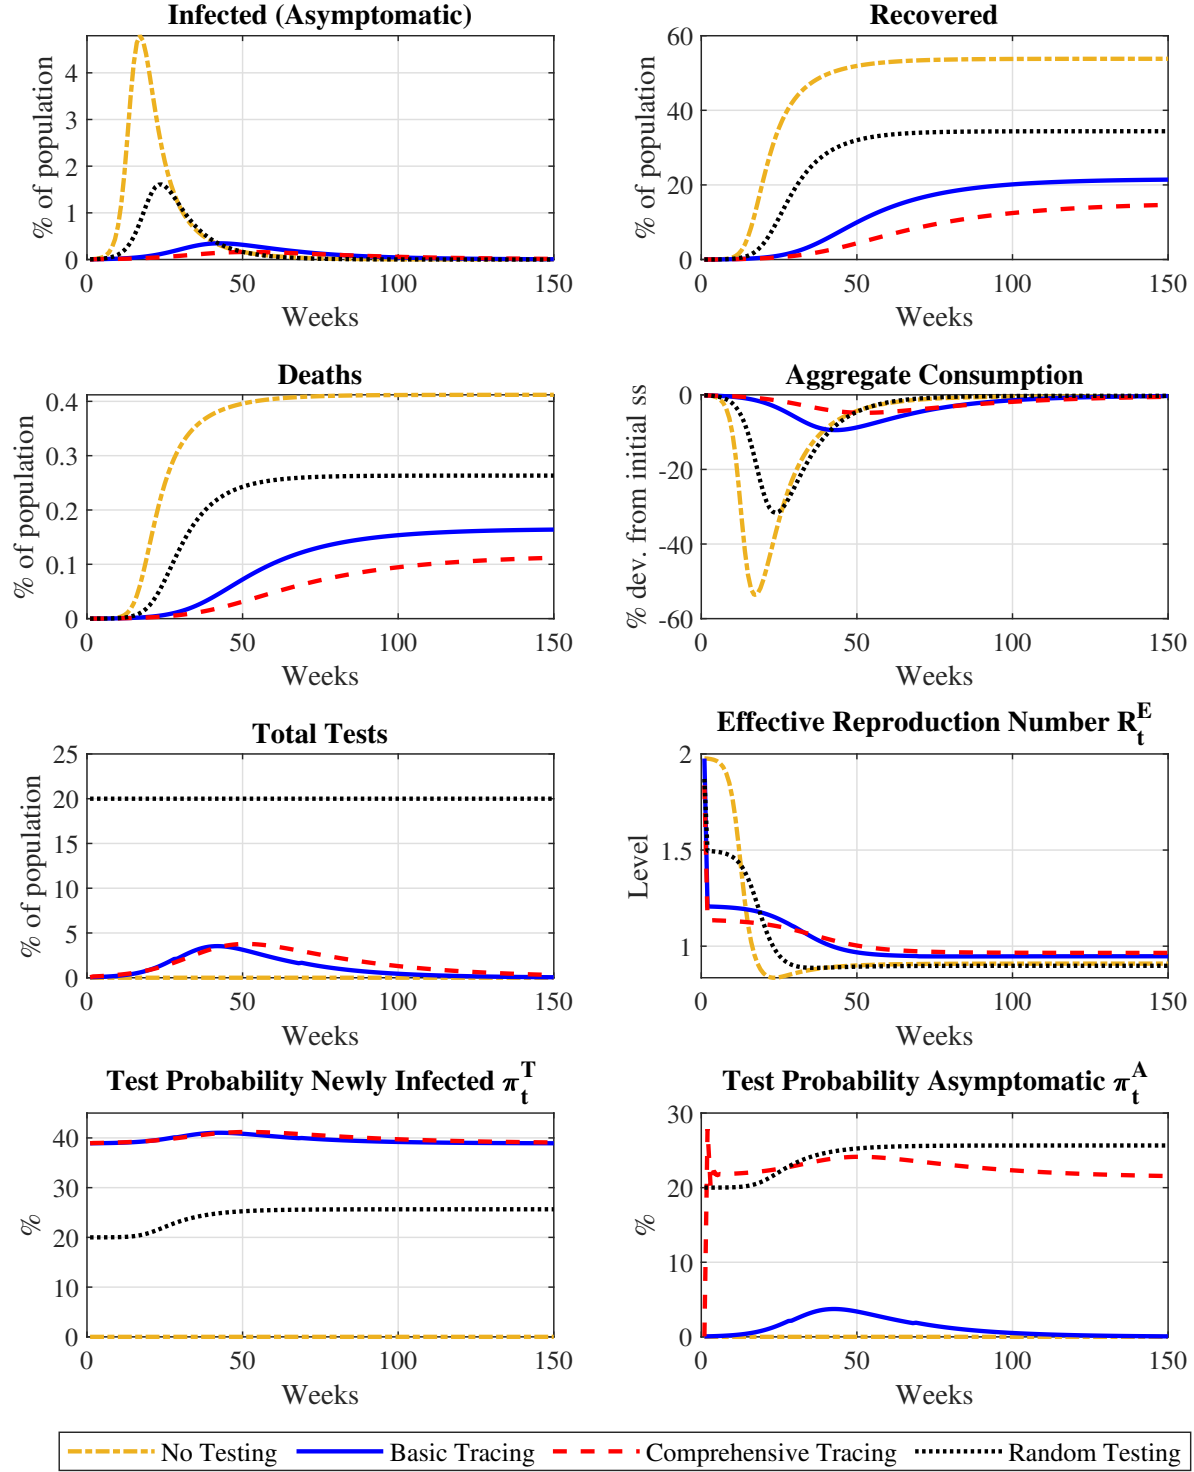 Infected (Asymptomatic)
% of population
4
3
2
1
0
0 50 100 150
Weeks
Recovered
% of population
60
40
20
0
0 50 100 150
Weeks
Deaths
% of population
0.4
0.3
0.2
0.1
0
0 50 100 150
Weeks
Aggregate Consumption
% dev. from initial ss
0
-20
-40
-60
0 50 100 150
Weeks
Total Tests
% of population
25
20
15
10
5
0
0 50 100 150
Weeks
Effective Reproduction Number R_t^E
Level
2
1.5
1
0 50 100 150
Weeks
Test Probability Newly Infected π_t^T
%
40
30
20
10
0
0 50 100 150
Weeks
Test Probability Asymptomatic π_t^A
%
30
20
10
0
0 50 100 150
Weeks
No Testing Basic Tracing Comprehensive Tracing Random Testing